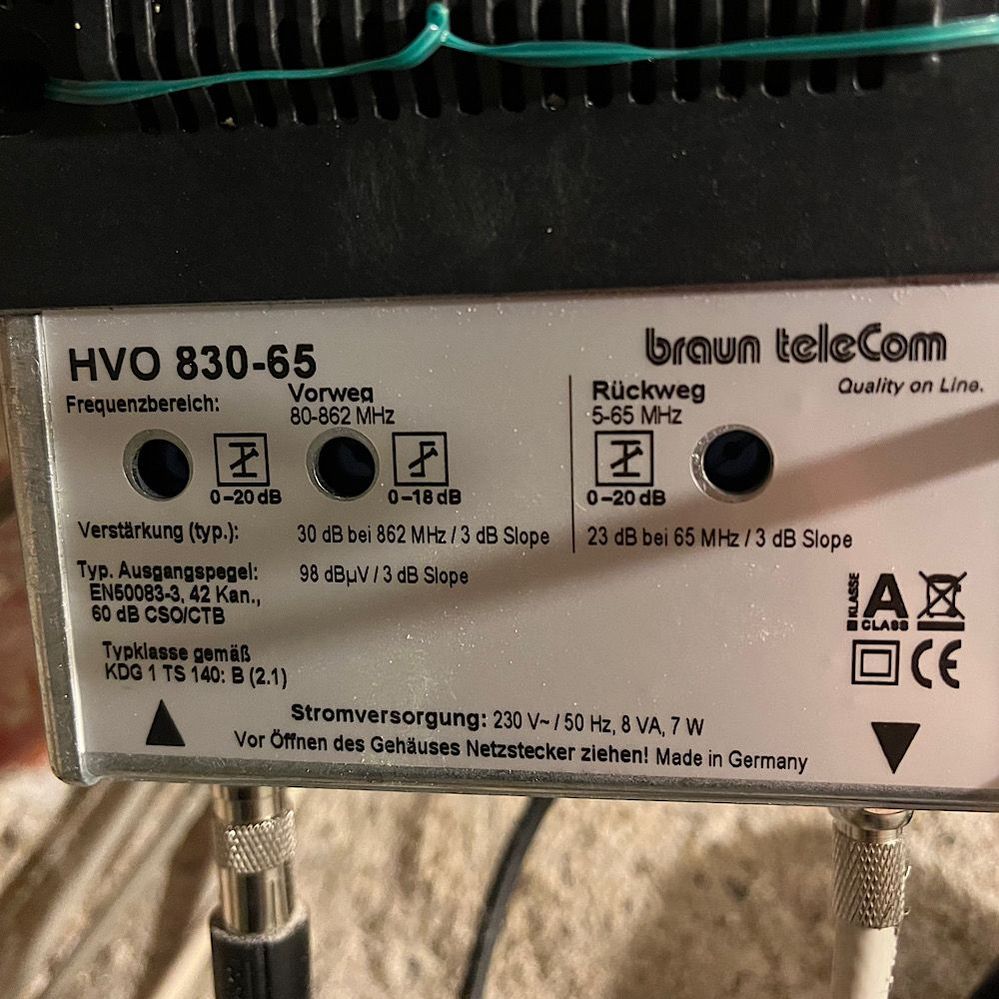 HVO 830-65
braun teleCom
Quality on Line.
Frequenzbereich:
Vorweg
80-862 MHz
Rückweg
5-65 MHz
0-20 dB
0-18 dB
0-20 dB
Verstärkung (typ.): 30 dB bei 862 MHz / 3 dB Slope
23 dB bei 65 MHz / 3 dB Slope
Typ. Ausgangspegel: 98 dBµV / 3 dB Slope
EN50083-3, 42 Kan.,
60 dB CSO/CTB
KLASSE A CLASS
Typklasse gemäß
KDG 1 TS 140: B (2.1)
CE
Stromversorgung: 230 V~ / 50 Hz, 8 VA, 7 W
Vor Öffnen des Gehäuses Netzstecker ziehen! Made in Germany